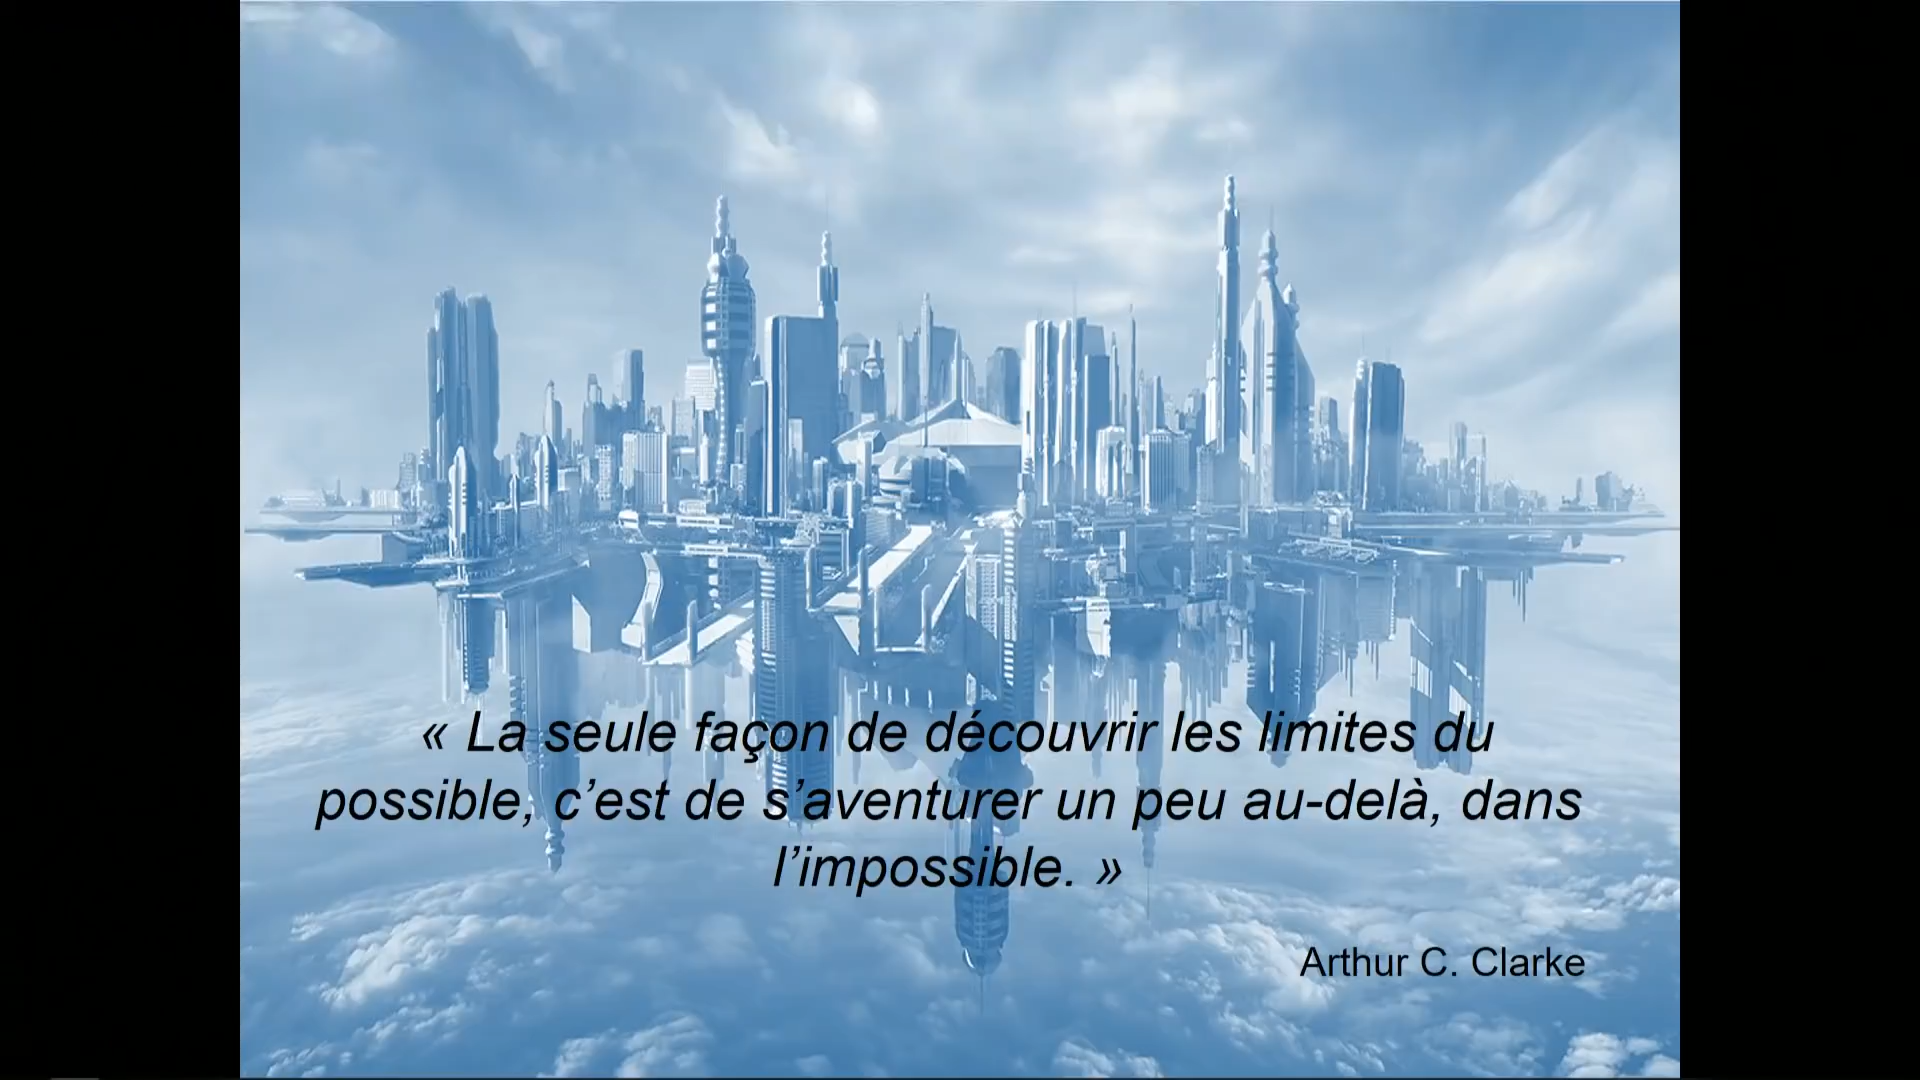 « La seule façon de découvrir les limites du
possible, c’est de s’aventurer un peu au-delà, dans
l’impossible. »
Arthur C. Clarke